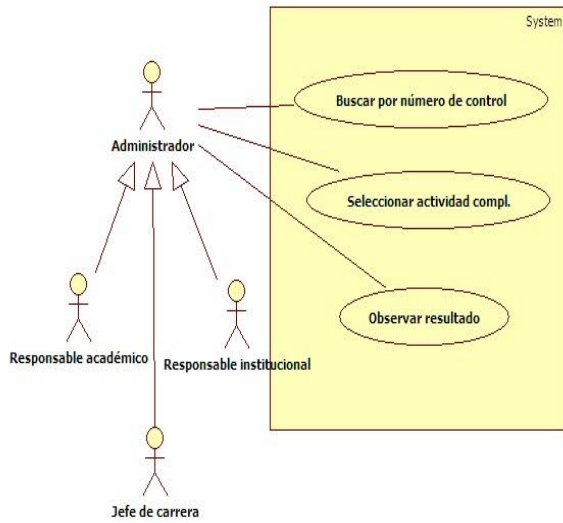 System
Buscar por número de control
Administrador
Seleccionar actividad compl.
Observar resultado
Responsable académico
Responsable institucional
Jefe de carrera